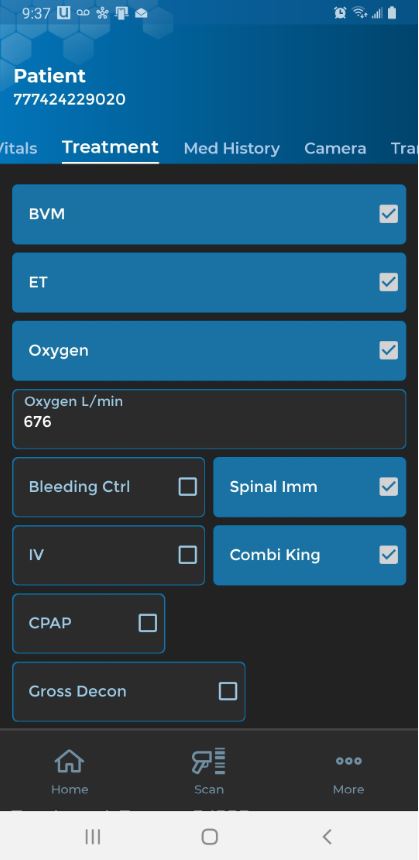 9:37
Patient
777424229020
Vitals Treatment Med History Camera Tra
BVM
ET
Oxygen
Oxygen L/min
676
Bleeding Ctrl Spinal Imm
IV Combi King
CPAP
Gross Decon
Home Scan More